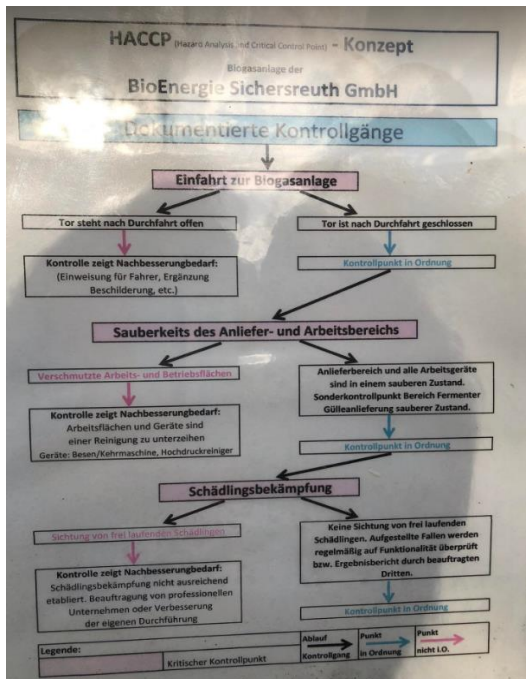 HACCP (Hazard Analysis and Critical Control Point) - Konzept
Biogasanlage der
BioEnergie Sichersreuth GmbH
Dokumentierte Kontrollgänge
Einfahrt zur Biogasanlage
Tor steht nach Durchfahrt offen
Tor ist nach Durchfahrt geschlossen
Kontrolle zeigt Nachbesserungbedarf:
(Einweisung für Fahrer, Ergänzung
Beschilderung, etc.)
Kontrollpunkt in Ordnung
Sauberkeits des Anliefer- und Arbeitsbereichs
Verschmutzte Arbeits- und Betriebsflächen
Anlieferbereich und alle Arbeitsgeräte
sind in einem sauberen Zustand.
Sonderkontrollpunkt Bereich Fermenter
Gülleanlieferung sauberer Zustand.
Kontrolle zeigt Nachbesserungbedarf:
Arbeitsflächen und Geräte sind
einer Reinigung zu unterzeihen
Geräte: Besen/Kehrmaschine, Hochdruckreiniger
Kontrollpunkt in Ordnung
Schädlingsbekämpfung
Sichtung von frei laufenden Schädlingen
Keine Sichtung von frei laufenden
Schädlingen. Aufgestellte Fallen werden
regelmäßig auf Funktionalität überprüft
bzw. Ergebnisbericht durch beauftragten
Dritten.
Kontrolle zeigt Nachbesserungbedarf:
Schädlingsbekämpfung nicht ausreichend
etabliert. Beauftragung von professionellen
Unternehmen oder Verbesserung
der eigenen Durchführung
Kontrollpunkt in Ordnung
Legende:
Kritischer Kontrollpunkt
Ablauf
Kontrollgang
Punkt
in Ordnung
Punkt
nicht i.O.